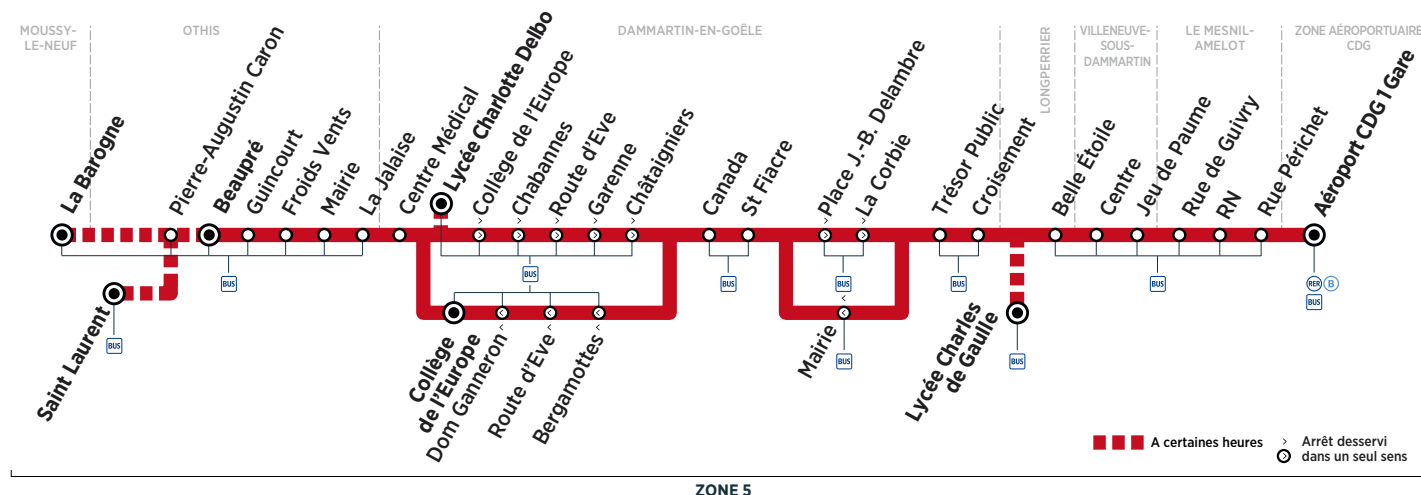 MOUSSY-
LE-NEUF
OTHIS
DAMMARTIN-EN-GOËLE
LONGPERRIER
VILLENEUVE-
SOUS-
DAMMARTIN
LE MESNIL-
AMELOT
ZONE AÉROPORTUAIRE
CDG
La Barogne
Pierre-Augustin Caron
Beaupré
Guincourt
Froids Vents
Mairie
La Jalaise
Centre Médical
Lycée Charlotte Delbo
Collège de l'Europe
Chabannes
Route d'Eve
Garenne
Châtaigniers
Canada
St Fiacre
Place J.-B. Delambre
La Corbie
Trésor Public
Croisement
Belle Étoile
Centre
Jeu de Paume
Rue de Guivry
RN
Rue Périchet
Aéroport CDG 1 Gare
BUS
BUS
BUS
BUS
BUS
BUS
RER B
BUS
Saint Laurent
BUS
Collège
de l'Europe
Dom Ganneron
Route d'Eve
Bergamottes
Mairie
BUS
Lycée Charles
de Gaulle
BUS
A certaines heures
Arrêt desservi
dans un seul sens
ZONE 5